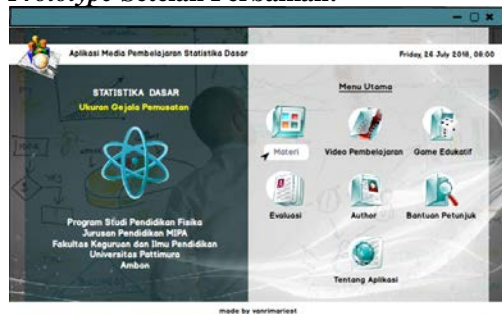 Prototype Setelah Perbaikan:
Aplikasi Media Pembelajaran Statistika Dasar
Friday, 26 July 2018, 08:00
STATISTIKA DASAR
Ukuran Gejala Pemusatan
Program Studi Pendidikan Fisika
Jurusan Pendidikan MIPA
Fakultas Keguruan dan Ilmu Pendidikan
Universitas Pattimura
Ambon
Menu Utama
Materi
Video Pembelajaran
Game Edukatif
Evaluasi
Author
Bantuan Petunjuk
Tentang Aplikasi
made by vanrimariest